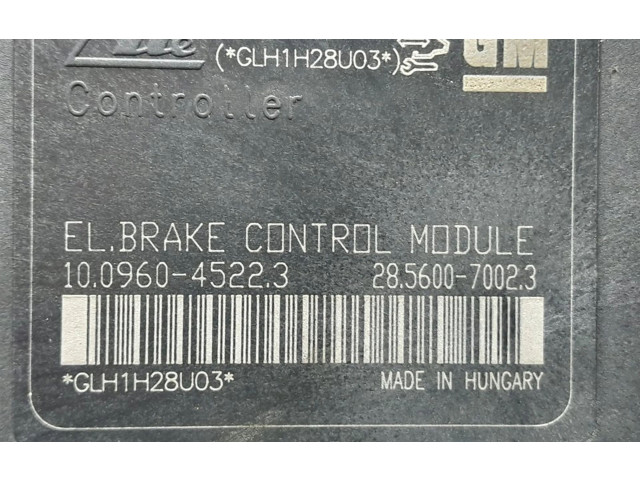 Ate (*GLH1H28U03*) GM
Controller
EL.BRAKE CONTROL MODULE
10.0960-4522.3 28.5600-7002.3
*GLH1H28U03* MADE IN HUNGARY